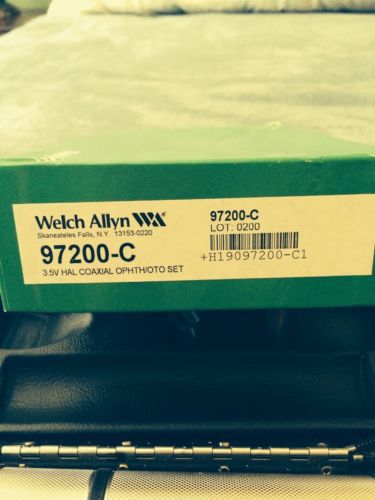 Welch Allyn WA®
Skaneateles Falls, N.Y. 13153-0220
97200-C
3.5V HAL COAXIAL OPHTH/OTO SET
97200-C
LOT: 0200
+H19097200-C1